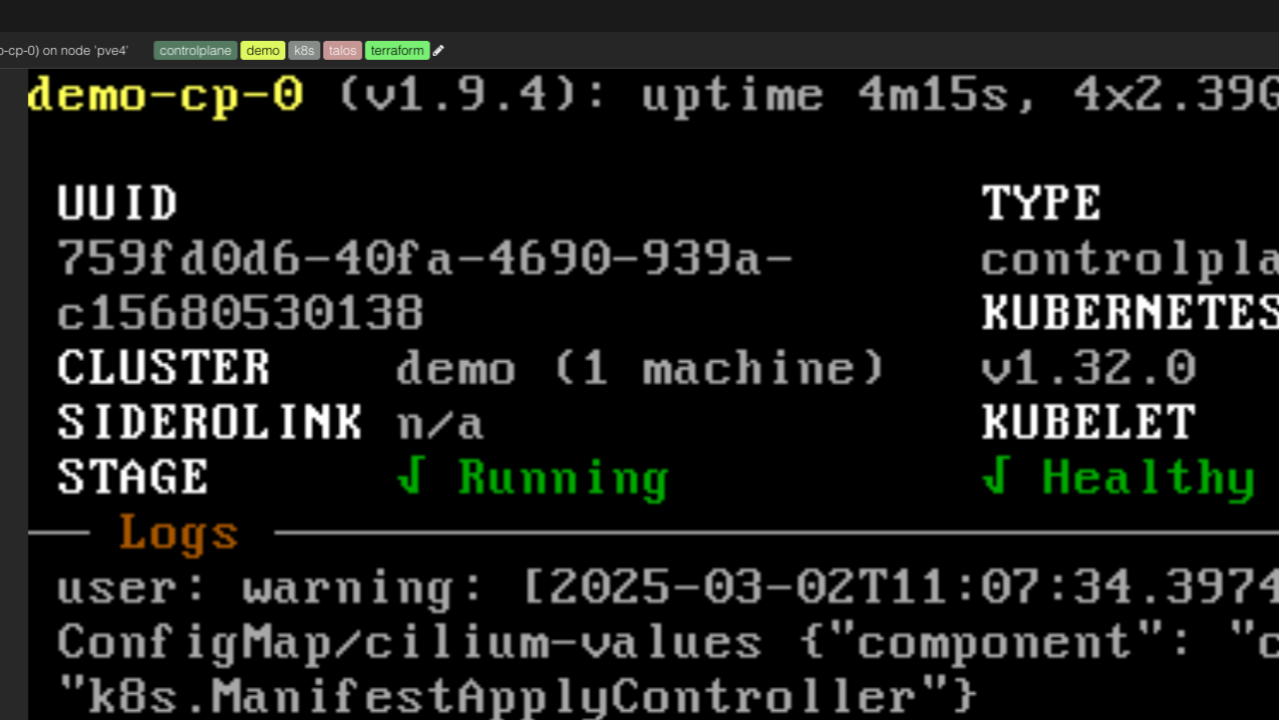 o-cp-0) on node 'pve4' controlplane demo k8s talos terraform
demo-cp-0 (v1.9.4): uptime 4m15s, 4x2.39G
UUID TYPE
759fd0d6-40fa-4690-939a- controlpla
c15680530138 KUBERNETES
CLUSTER demo (1 machine) v1.32.0
SIDEROLINK n/a KUBELET
STAGE √ Running √ Healthy
Logs
user: warning: [2025-03-02T11:07:34.3974
ConfigMap/cilium-values {"component": "c
"k8s.ManifestApplyController"}